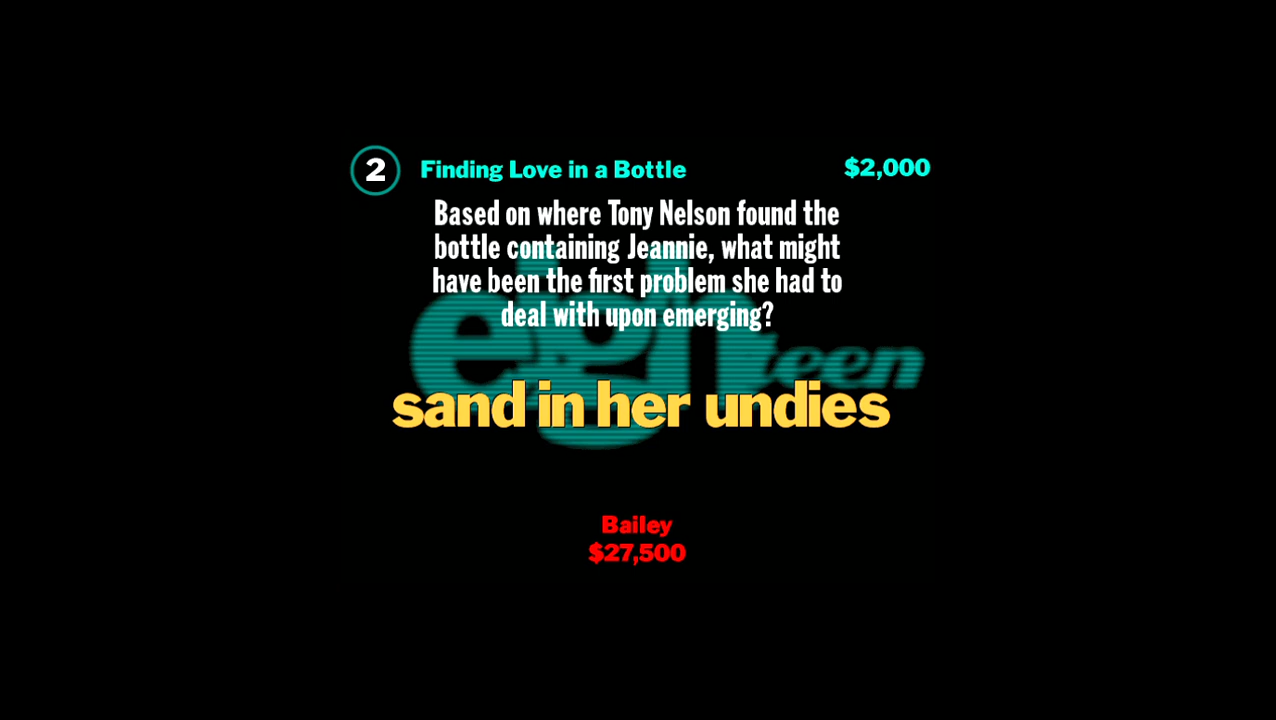 2 Finding Love in a Bottle $2,000
Based on where Tony Nelson found the
bottle containing Jeannie, what might
have been the first problem she had to
deal with upon emerging?
eighteen
sand in her undies
Bailey
$27,500